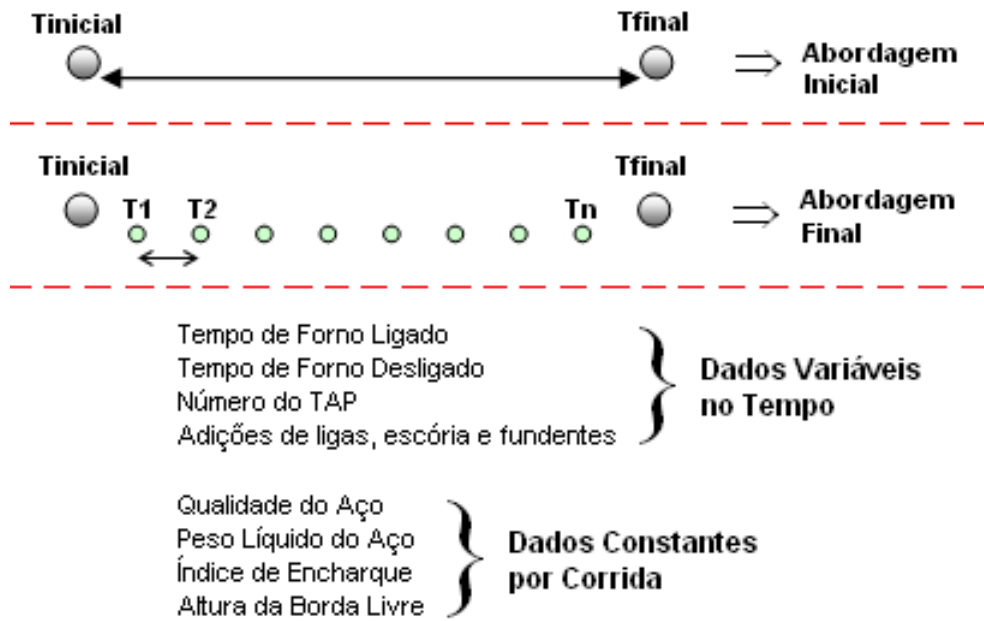 Tinicial
Tfinal
⇒ Abordagem
Inicial
Tinicial
Tfinal
T1 T2 Tn
⇒ Abordagem
Final
Tempo de Forno Ligado
Tempo de Forno Desligado
Número do TAP
Adições de ligas, escória e fundentes
Dados Variáveis
no Tempo
Qualidade do Aço
Peso Líquido do Aço
Índice de Encharque
Altura da Borda Livre
Dados Constantes
por Corrida